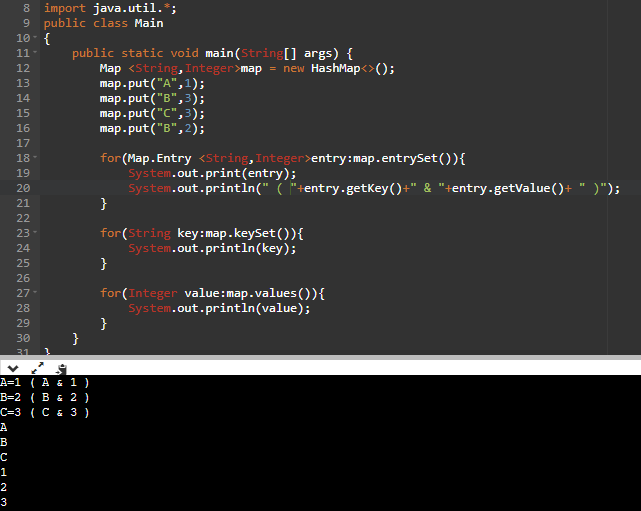 8 import java.util.*;
9 public class Main
10 {
11 public static void main(String[] args) {
12 Map <String,Integer>map = new HashMap<>();
13 map.put("A",1);
14 map.put("B",3);
15 map.put("C",3);
16 map.put("B",2);
17
18 for(Map.Entry <String,Integer>entry:map.entrySet()){
19 System.out.print(entry);
20 System.out.println(" ( "+entry.getKey()+" & "+entry.getValue()+ " )");
21 }
22
23 for(String key:map.keySet()){
24 System.out.println(key);
25 }
26
27 for(Integer value:map.values()){
28 System.out.println(value);
29 }
30 }
31 }
A=1 ( A & 1 )
B=2 ( B & 2 )
C=3 ( C & 3 )
A
B
C
1
2
3